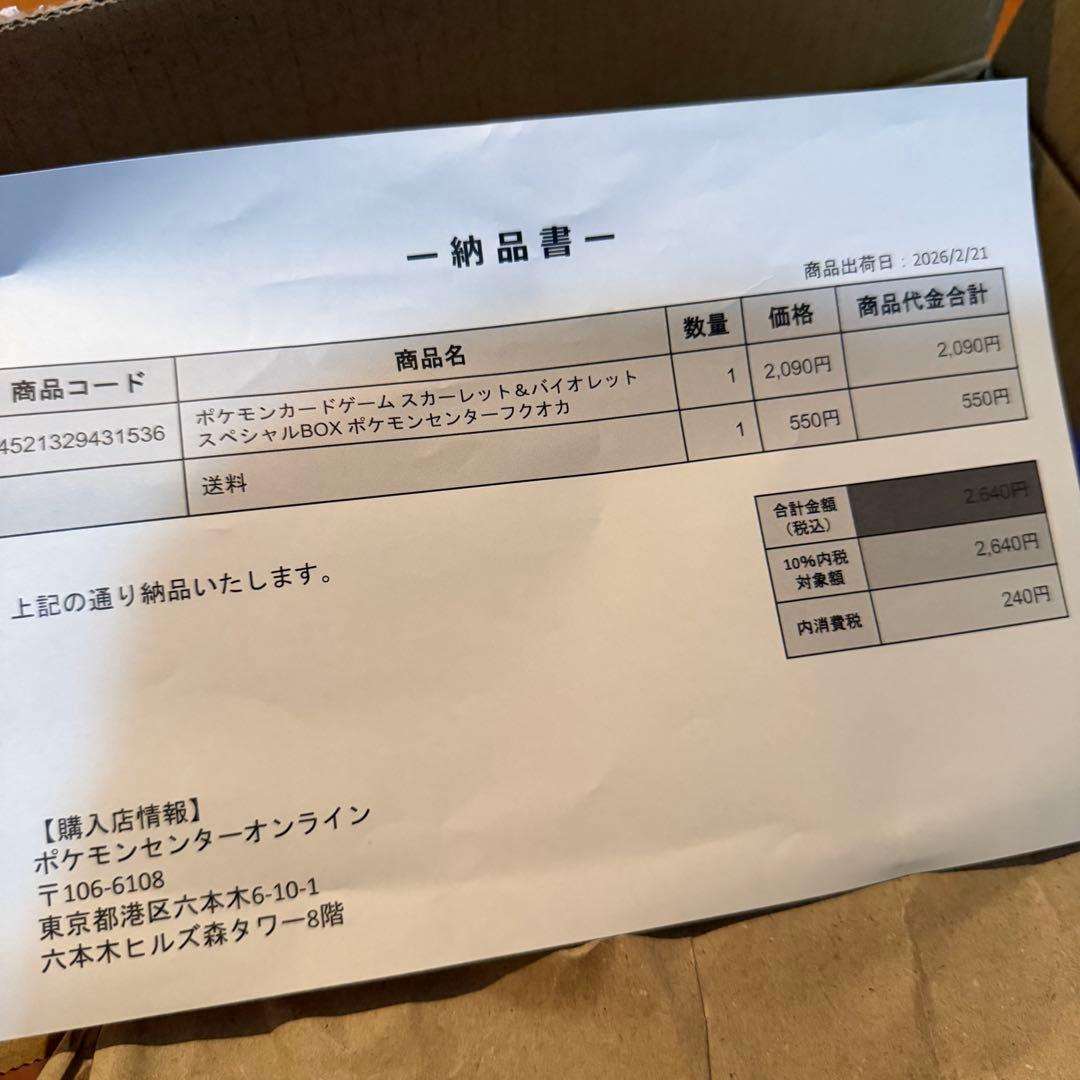 ー納品書ー
商品出荷日：2026/2/21
商品コード 商品名 数量 価格 商品代金合計
4521329431536 ポケモンカードゲーム スカーレット＆バイオレット 1 2,090円 2,090円
スペシャルBOX ポケモンセンターフクオカ
送料 1 550円 550円
合計金額 2,640円
（税込）
10%内税 2,640円
対象額
内消費税 240円
上記の通り納品いたします。
【購入店情報】
ポケモンセンターオンライン
〒106-6108
東京都港区六本木6-10-1
六本木ヒルズ森タワー8階